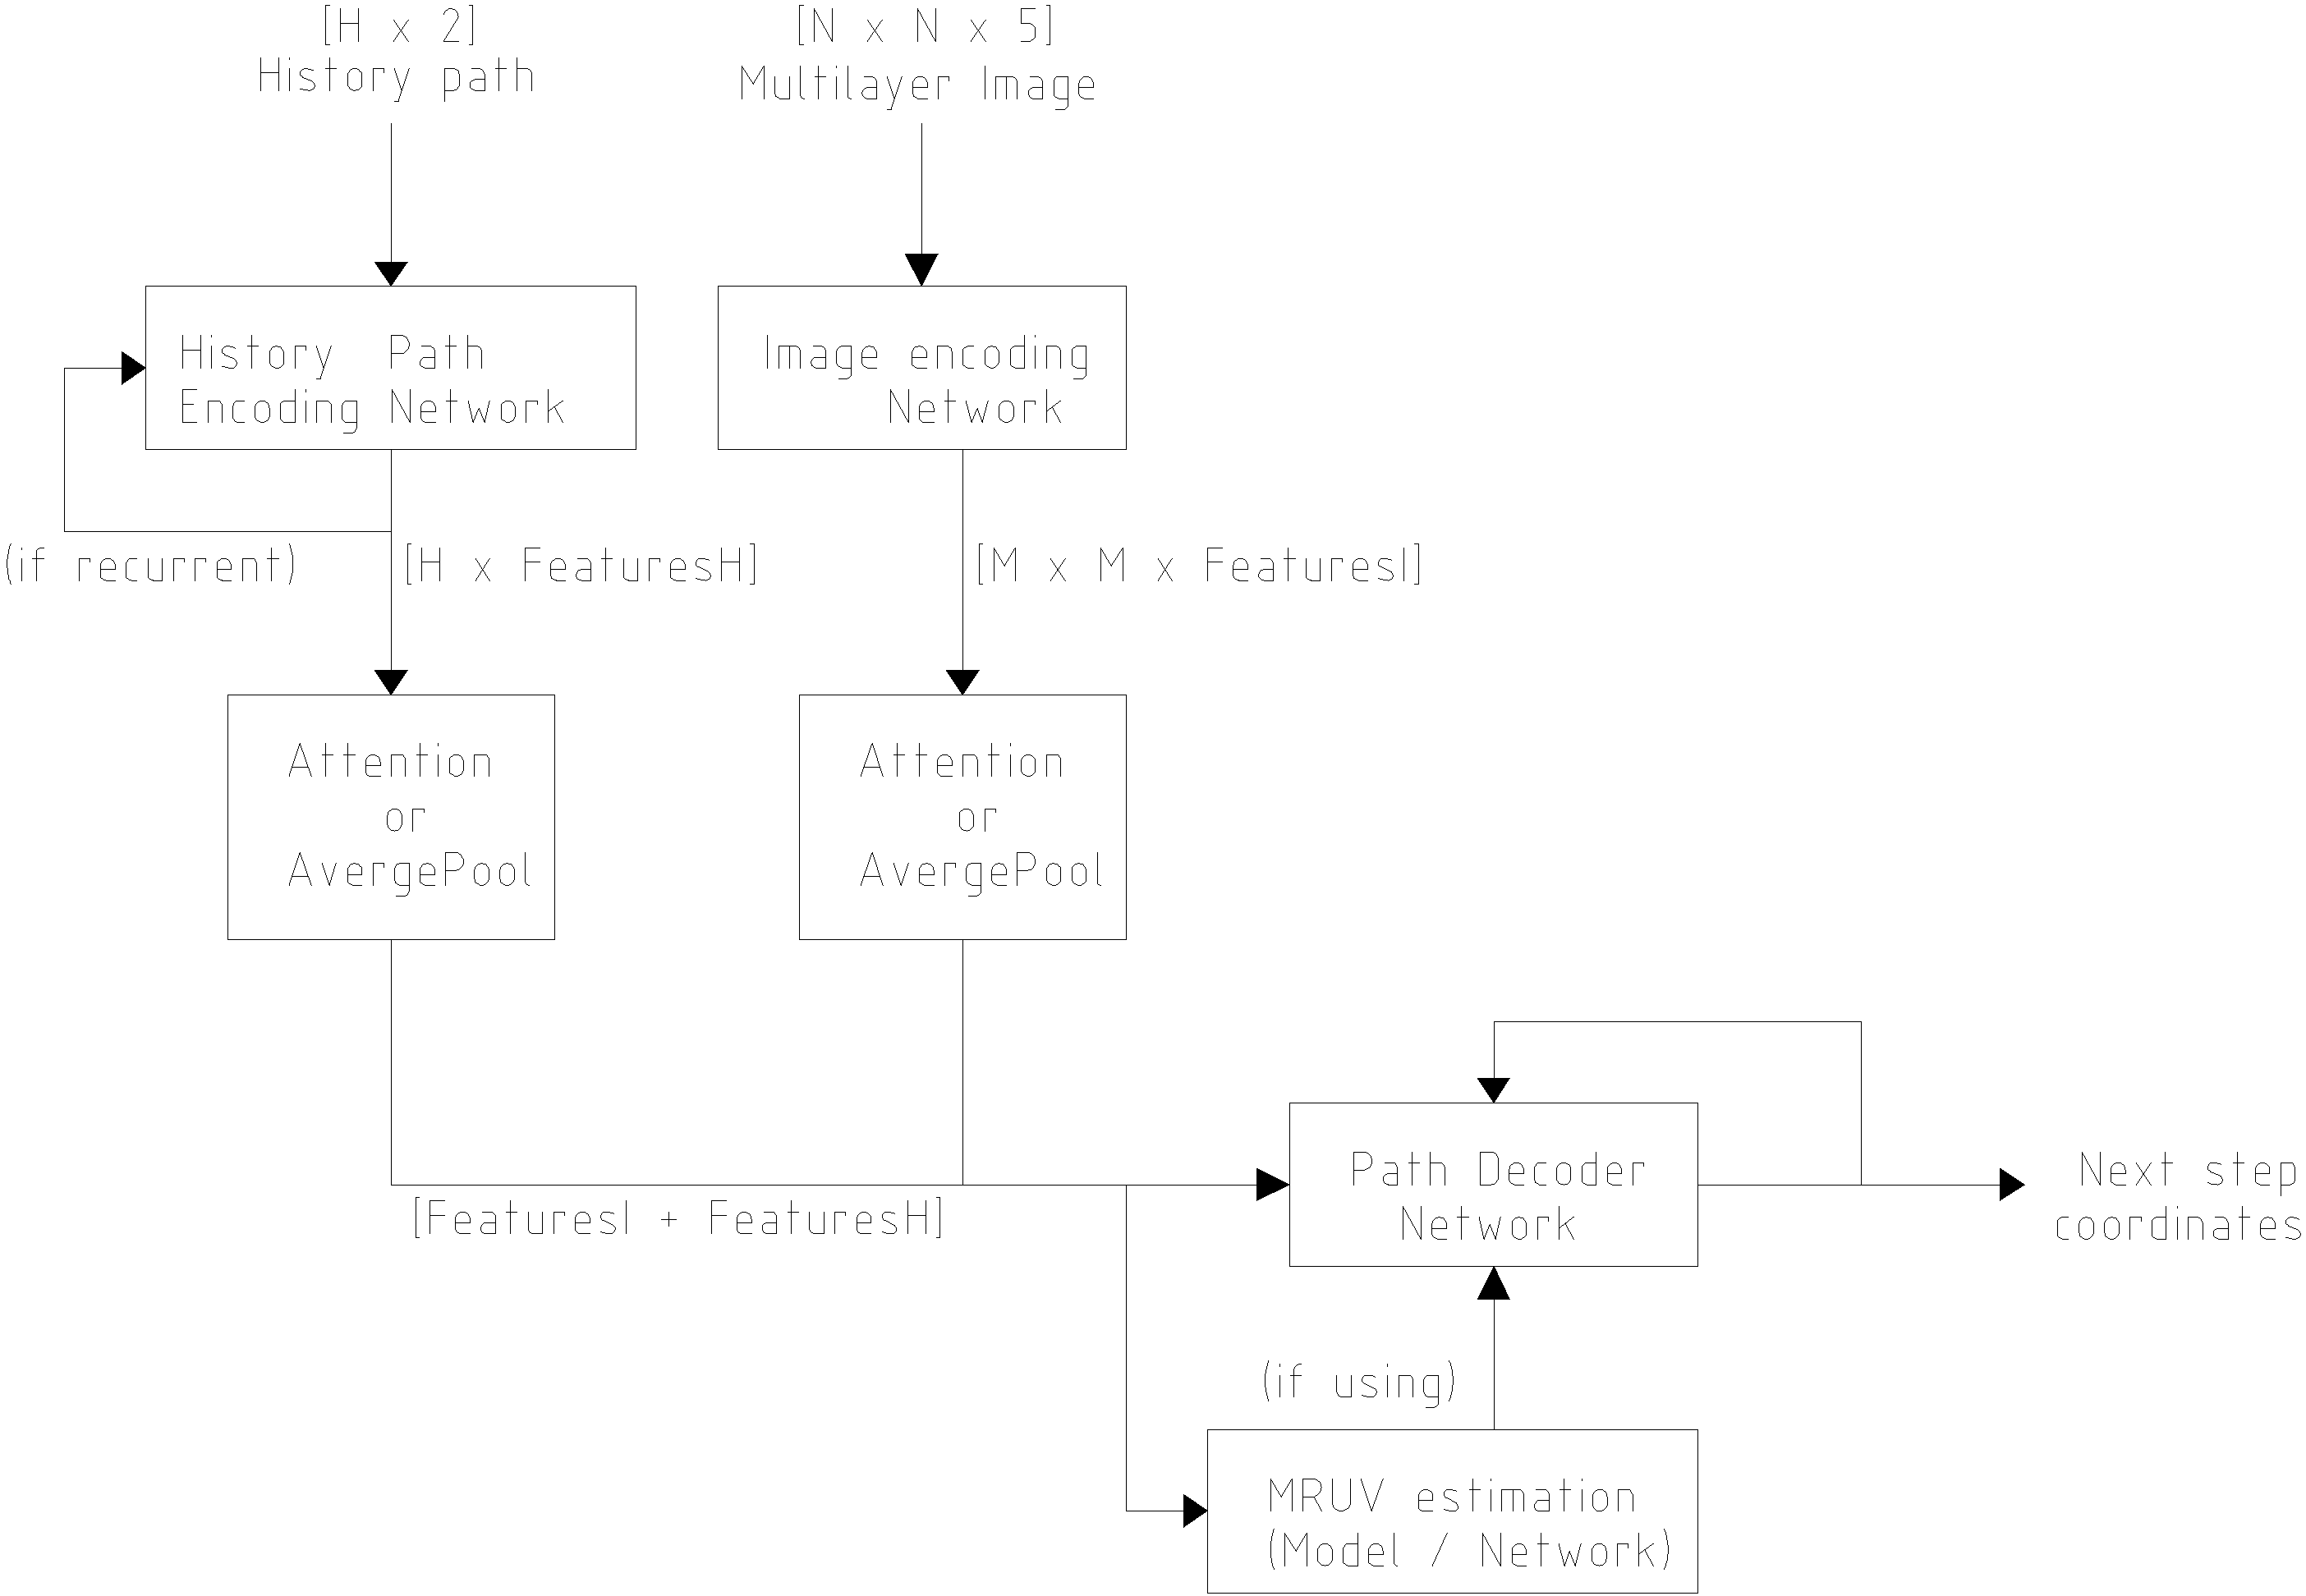 [H x 2]
History path
[N x N x 5]
Multilayer Image
History Path
Encoding Network
Image encoding
Network
(if recurrent)
[H x FeaturesH]
[M x M x FeaturesI]
Attention
or
AvergePool
Attention
or
AvergePool
[FeaturesI + FeaturesH]
Path Decoder
Network
Next step
coordinates
(if using)
MRUV estimation
(Model / Network)